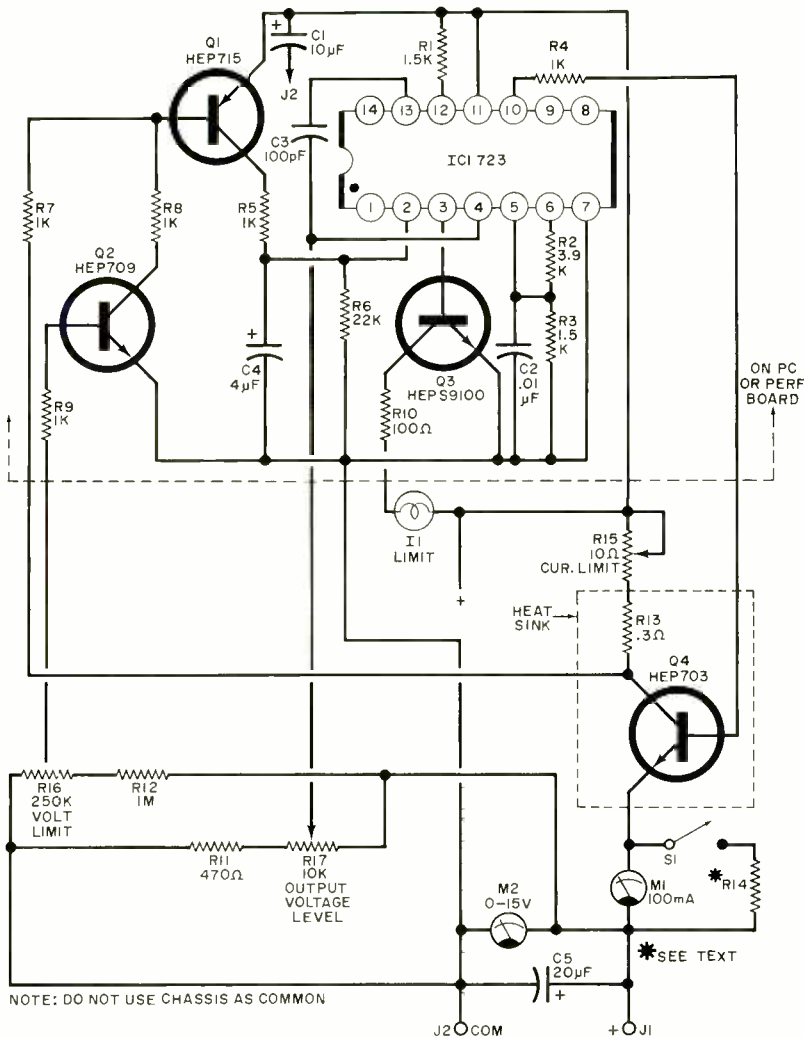 Q1
HEP715
+
C1
10µF
J2
R1
1.5K
R4
1K
14
13
12
11
10
9
8
C3
100pF
IC1 723
1
2
3
4
5
6
7
R7
1K
R8
1K
R5
1K
Q2
HEP709
R2
3.9
K
R6
22K
R3
1.5
K
+
C4
4µF
Q3
HEPS9100
C2
.01
µF
R9
1K
R10
100Ω
ON PC
OR PERF
BOARD
I1
LIMIT
+
R15
10Ω
CUR. LIMIT
HEAT
SINK
R13
.3Ω
Q4
HEP703
R16
250K
VOLT
LIMIT
R12
1M
R11
470Ω
R17
10K
OUTPUT
VOLTAGE
LEVEL
S1
M1
100mA
*R14
M2
0-15V
*SEE TEXT
C5
20µF
+
NOTE: DO NOT USE CHASSIS AS COMMON
J2 COM
+ J1